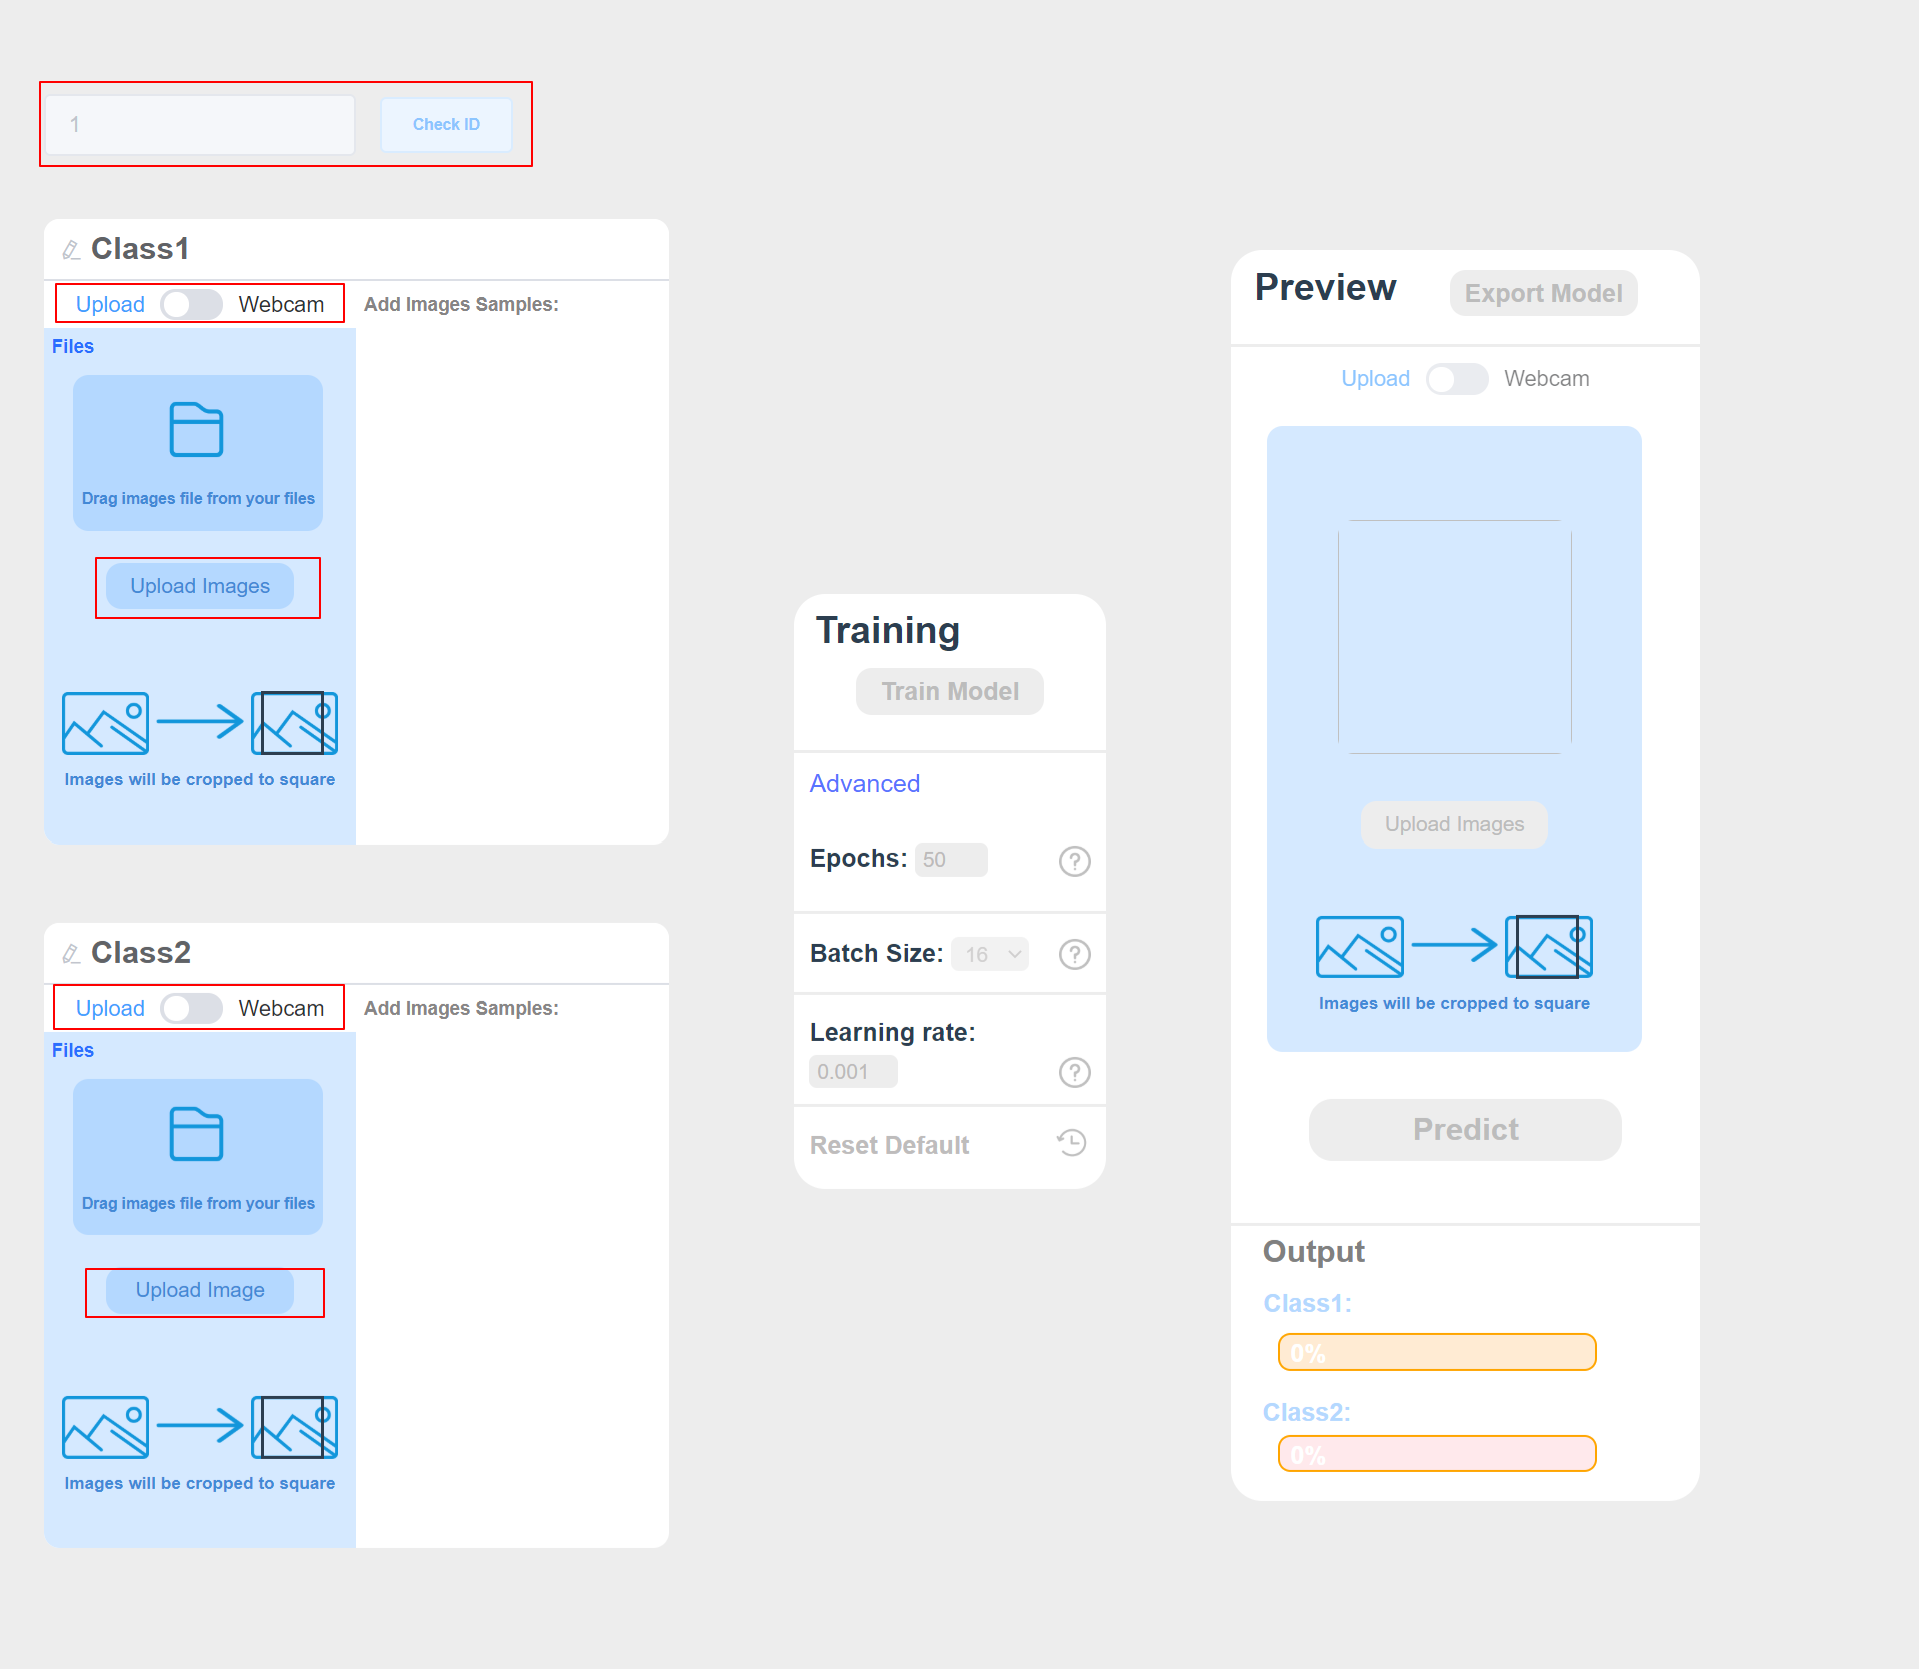 1
Check ID
Class1
Upload Webcam
Add Images Samples:
Files
Drag images file from your files
Upload Images
Images will be cropped to square
Class2
Upload Webcam
Add Images Samples:
Files
Drag images file from your files
Upload Image
Images will be cropped to square
Training
Train Model
Advanced
Epochs: 50 ?
Batch Size: 16 ?
Learning rate:
0.001 ?
Reset Default
Preview
Export Model
Upload Webcam
Upload Images
Images will be cropped to square
Predict
Output
Class1:
0%
Class2:
0%